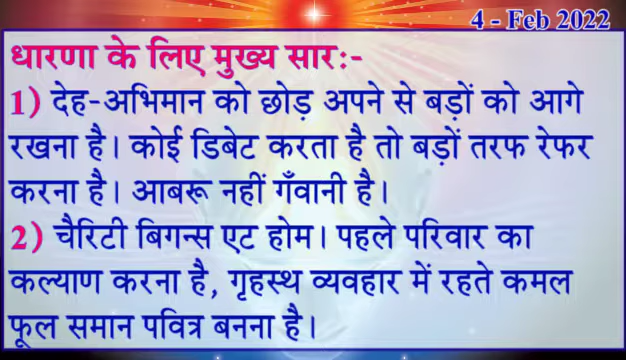 4 - Feb 2022
धारणा के लिए मुख्य सार:-
1) देह-अभिमान को छोड़ अपने से बड़ों को आगे
रखना है। कोई डिबेट करता है तो बड़ों तरफ रेफर
करना है। आबरू नहीं गँवानी है।
2) चैरिटी बिगन्स एट होम। पहले परिवार का
कल्याण करना है, गृहस्थ व्यवहार में रहते कमल
फूल समान पवित्र बनना है।